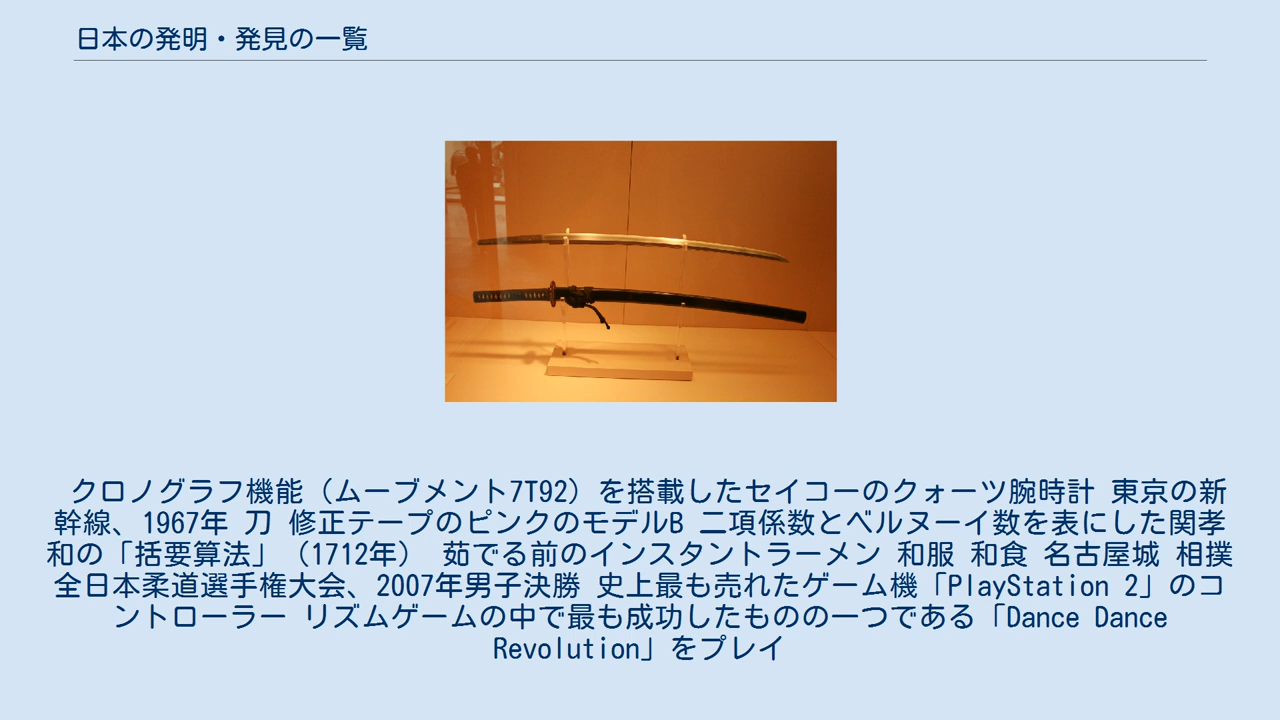 日本の発明・発見の一覧
クロノグラフ機能（ムーブメント7T92）を搭載したセイコーのクォーツ腕時計 東京の新
幹線、1967年 刀 修正テープのピンクのモデルB 二項係数とベルヌーイ数を表にした関孝
和の「括要算法」（1712年） 茹でる前のインスタントラーメン 和服 和食 名古屋城 相撲
全日本柔道選手権大会、2007年男子決勝 史上最も売れたゲーム機「PlayStation 2」のコ
ントローラー リズムゲームの中で最も成功したものの一つである「Dance Dance
Revolution」をプレイ